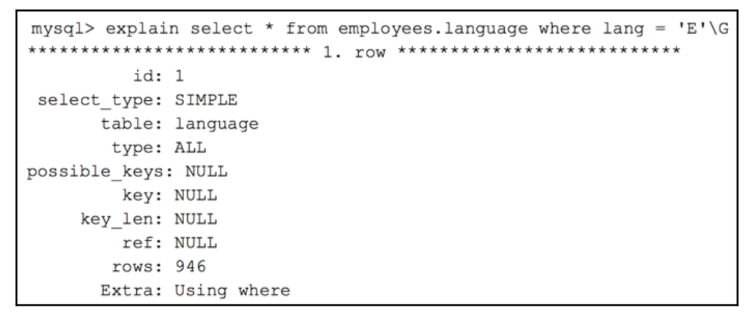 mysql> explain select * from employees.language where lang = 'E'\G
*************************** 1. row ***************************
id: 1
select_type: SIMPLE
table: language
type: ALL
possible_keys: NULL
key: NULL
key_len: NULL
ref: NULL
rows: 946
Extra: Using where